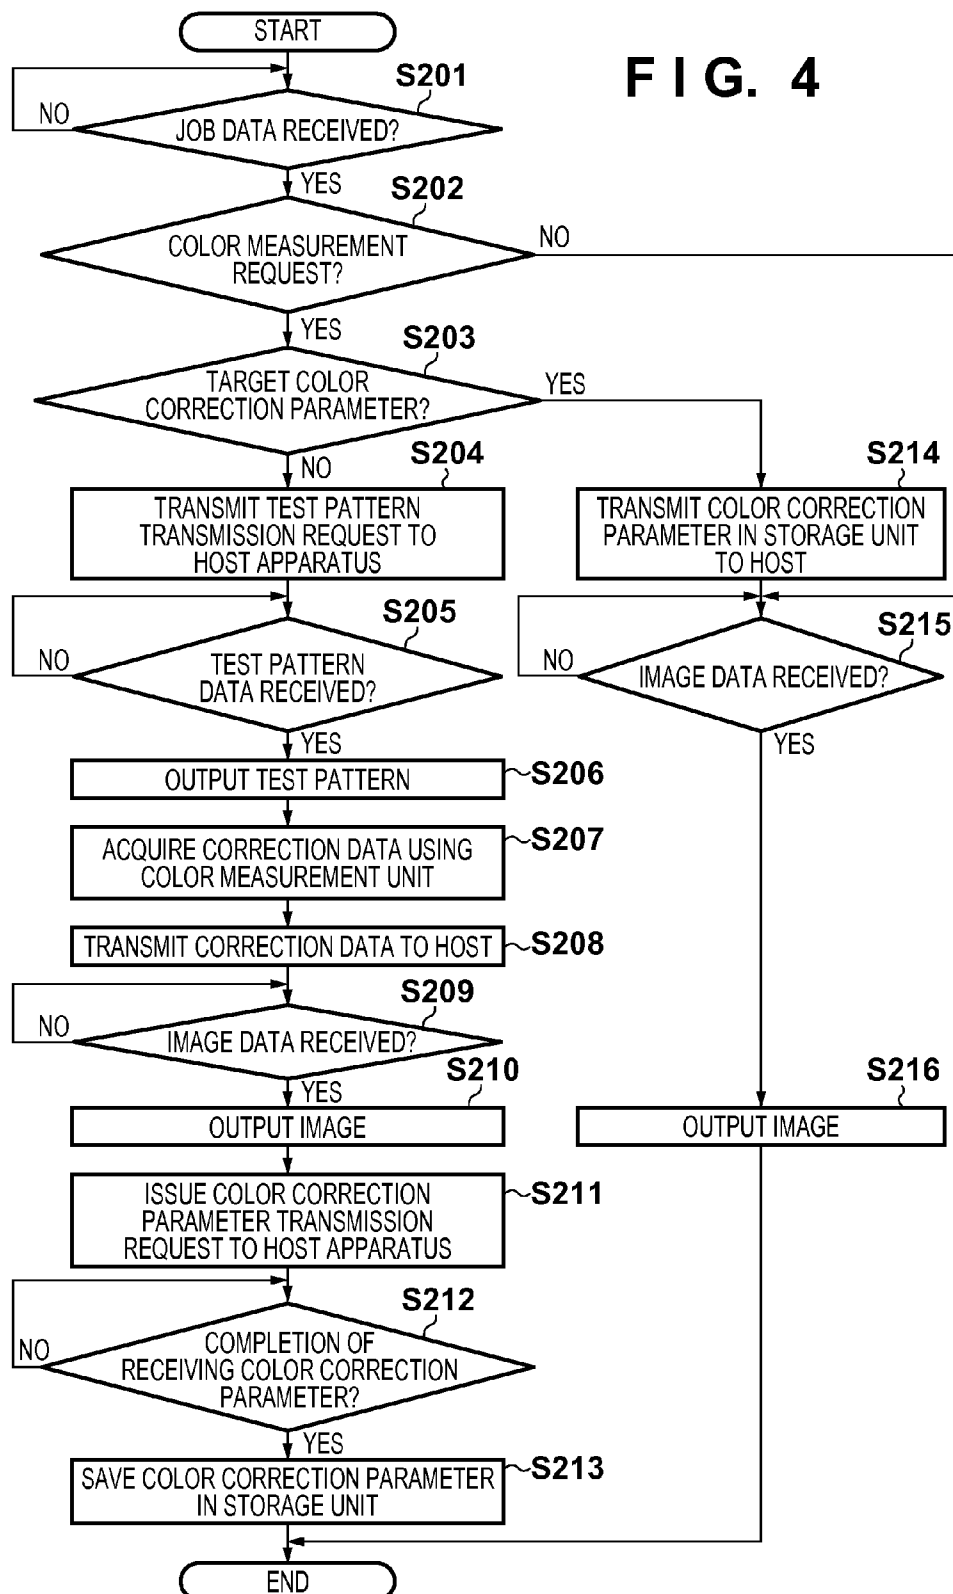 START
FIG. 4
S201
NO
JOB DATA RECEIVED?
YES
S202
COLOR MEASUREMENT
REQUEST?
NO
YES
S203
TARGET COLOR
CORRECTION PARAMETER?
YES
NO
S204
TRANSMIT TEST PATTERN
TRANSMISSION REQUEST TO
HOST APPARATUS
S214
TRANSMIT COLOR CORRECTION
PARAMETER IN STORAGE UNIT
TO HOST
S205
NO
TEST PATTERN
DATA RECEIVED?
YES
S215
NO
IMAGE DATA RECEIVED?
YES
OUTPUT TEST PATTERN
S206
ACQUIRE CORRECTION DATA USING
COLOR MEASUREMENT UNIT
S207
TRANSMIT CORRECTION DATA TO HOST
S208
S209
NO
IMAGE DATA RECEIVED?
YES
S210
OUTPUT IMAGE
S216
OUTPUT IMAGE
ISSUE COLOR CORRECTION
PARAMETER TRANSMISSION
REQUEST TO HOST APPARATUS
S211
S212
NO
COMPLETION OF
RECEIVING COLOR CORRECTION
PARAMETER?
YES
SAVE COLOR CORRECTION PARAMETER
IN STORAGE UNIT
S213
END